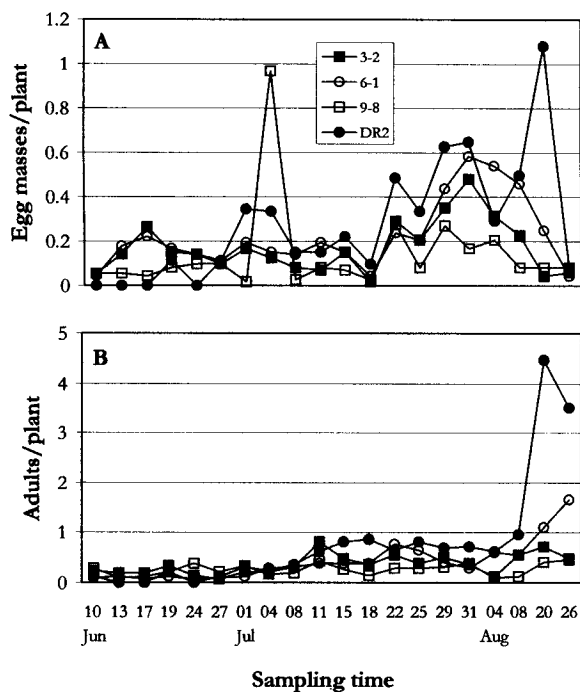 A
3-2
6-1
9-8
DR2
Egg masses/plant
1.2
1
0.8
0.6
0.4
0.2
0
B
Adults/plant
5
4
3
2
1
0
10 13 17 19 24 27 01 04 08 11 15 18 22 25 29 31 04 08 20 26
Jun Jul Aug
Sampling time